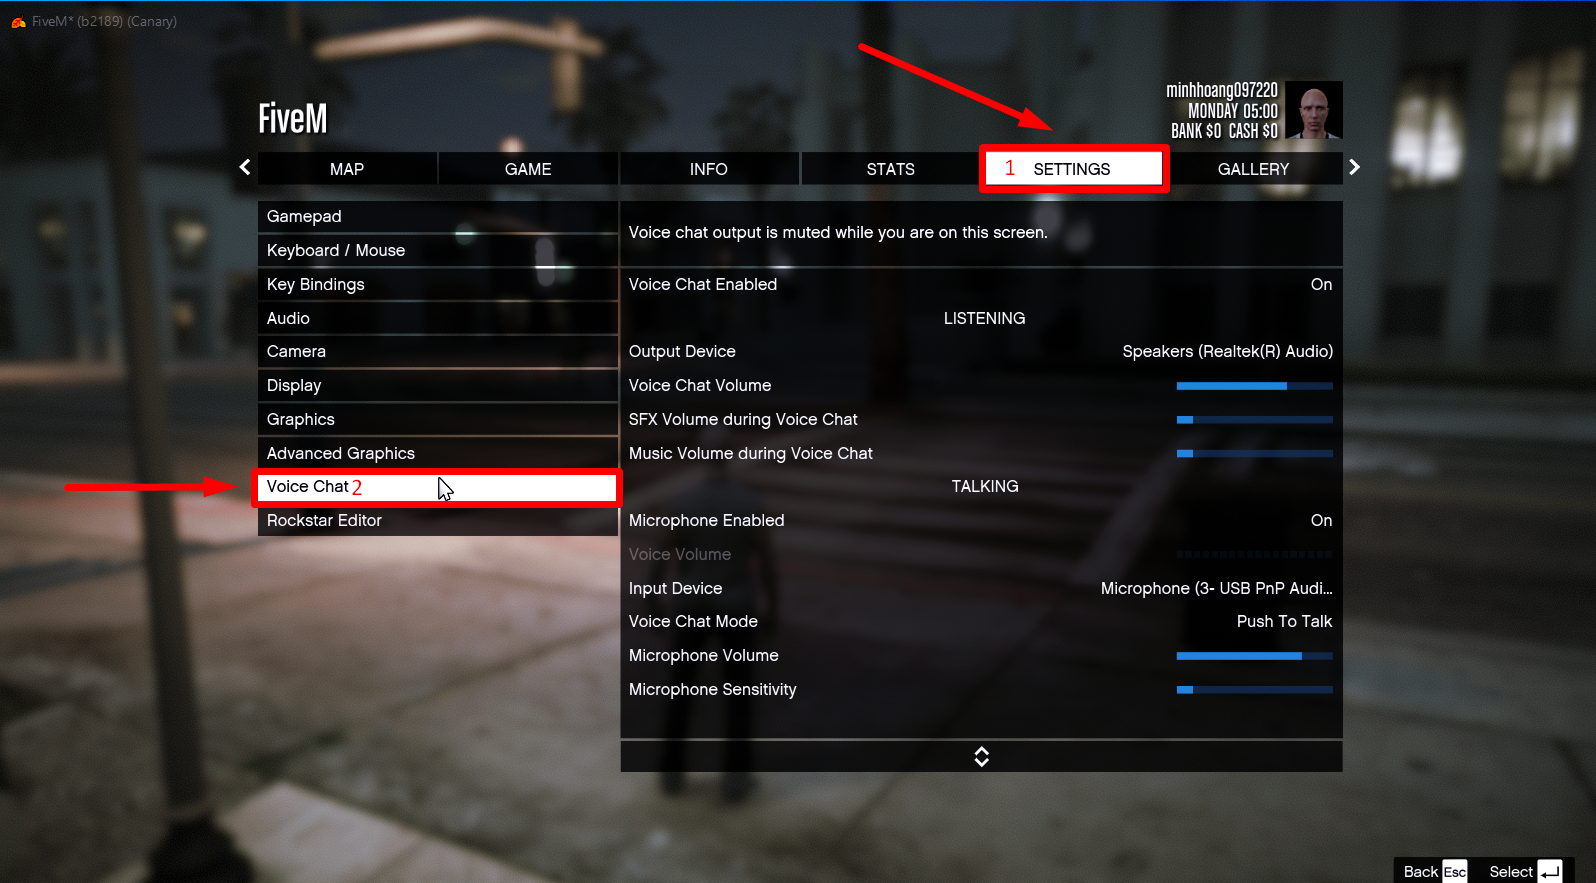 FiveM* (b2189) (Canary)
FiveM
minhhoang097220
MONDAY 05:00
BANK $0 CASH $0
MAP
GAME
INFO
STATS
1 SETTINGS
GALLERY
Gamepad
Keyboard / Mouse
Key Bindings
Audio
Camera
Display
Graphics
Advanced Graphics
Voice Chat 2
Rockstar Editor
Voice chat output is muted while you are on this screen.
Voice Chat Enabled On
LISTENING
Output Device Speakers (Realtek(R) Audio)
Voice Chat Volume
SFX Volume during Voice Chat
Music Volume during Voice Chat
TALKING
Microphone Enabled On
Voice Volume
Input Device Microphone (3- USB PnP Audi...
Voice Chat Mode Push To Talk
Microphone Volume
Microphone Sensitivity
Back Esc Select